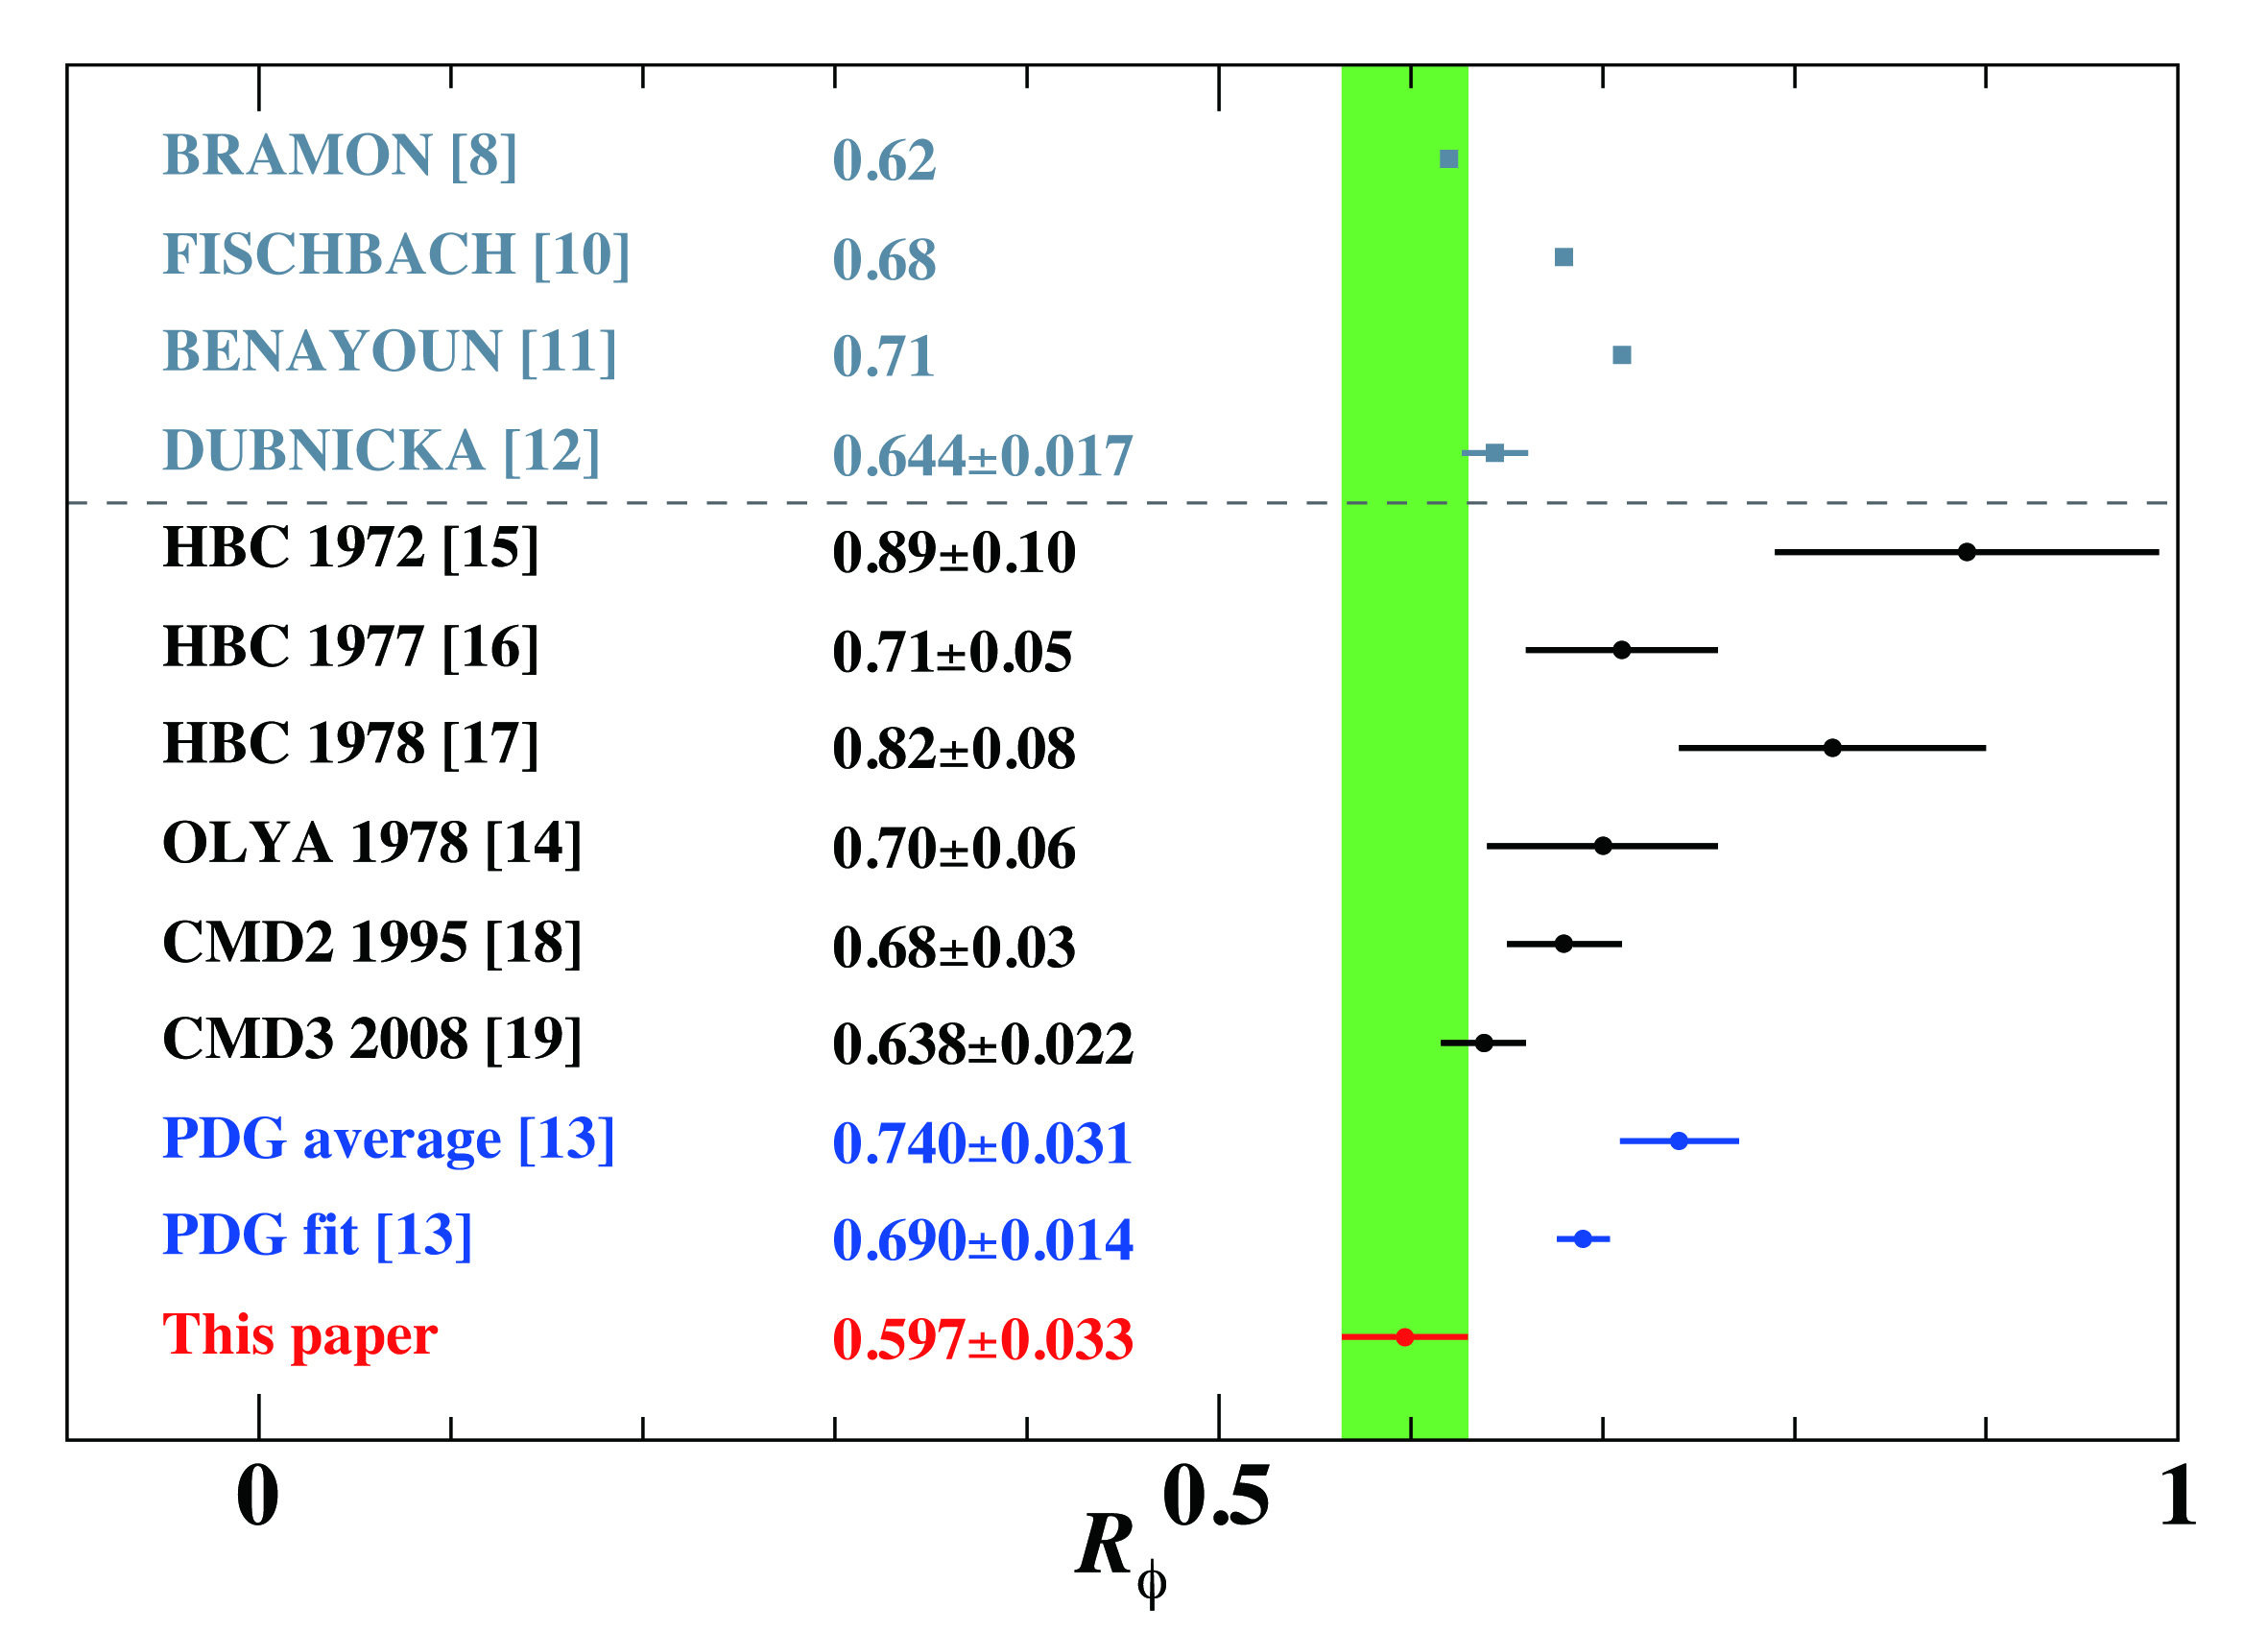 BRAMON [8] 0.62
FISCHBACH [10] 0.68
BENAYOUN [11] 0.71
DUBNICKA [12] 0.644±0.017
HBC 1972 [15] 0.89±0.10
HBC 1977 [16] 0.71±0.05
HBC 1978 [17] 0.82±0.08
OLYA 1978 [14] 0.70±0.06
CMD2 1995 [18] 0.68±0.03
CMD3 2008 [19] 0.638±0.022
PDG average [13] 0.740±0.031
PDG fit [13] 0.690±0.014
This paper 0.597±0.033
0 0.5 1
Rϕ